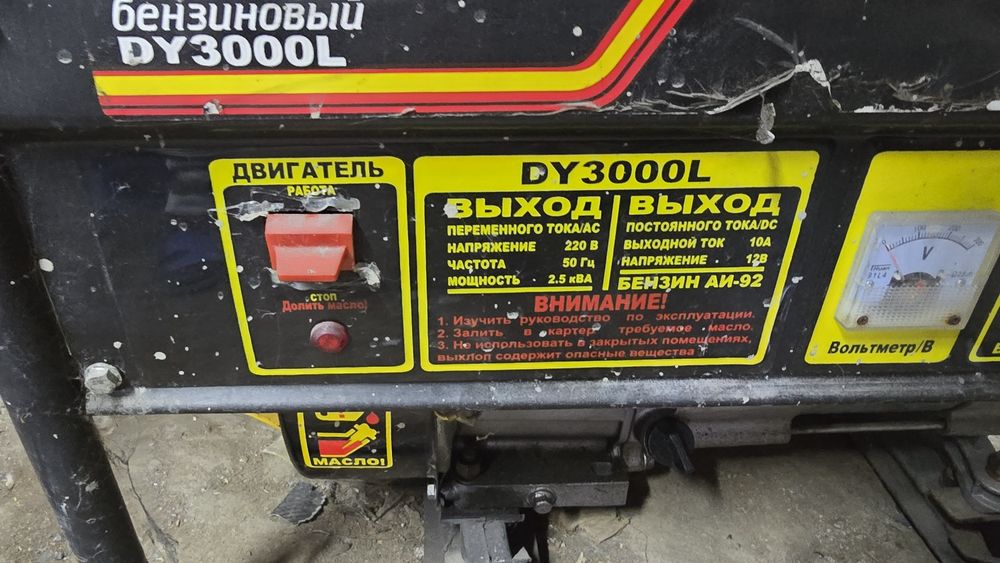 бензиновый
DY3000L
ДВИГАТЕЛЬ
РАБОТА
СТОП
Долить масло!
DY3000L
ВЫХОД
ПЕРЕМЕННОГО ТОКА/AC
НАПРЯЖЕНИЕ 220 В
ЧАСТОТА 50 Гц
МОЩНОСТЬ 2.5 кВА
ВЫХОД
ПОСТОЯННОГО ТОКА/DC
ВЫХОДНОЙ ТОК 10А
НАПРЯЖЕНИЕ 12В
БЕНЗИН АИ-92
ВНИМАНИЕ!
1. Изучить руководство по эксплуатации.
2. Залить в картер требуемое масло.
3. Не использовать в закрытых помещениях,
выхлоп содержит опасные вещества
V
Вольтметр/В
МАСЛО!